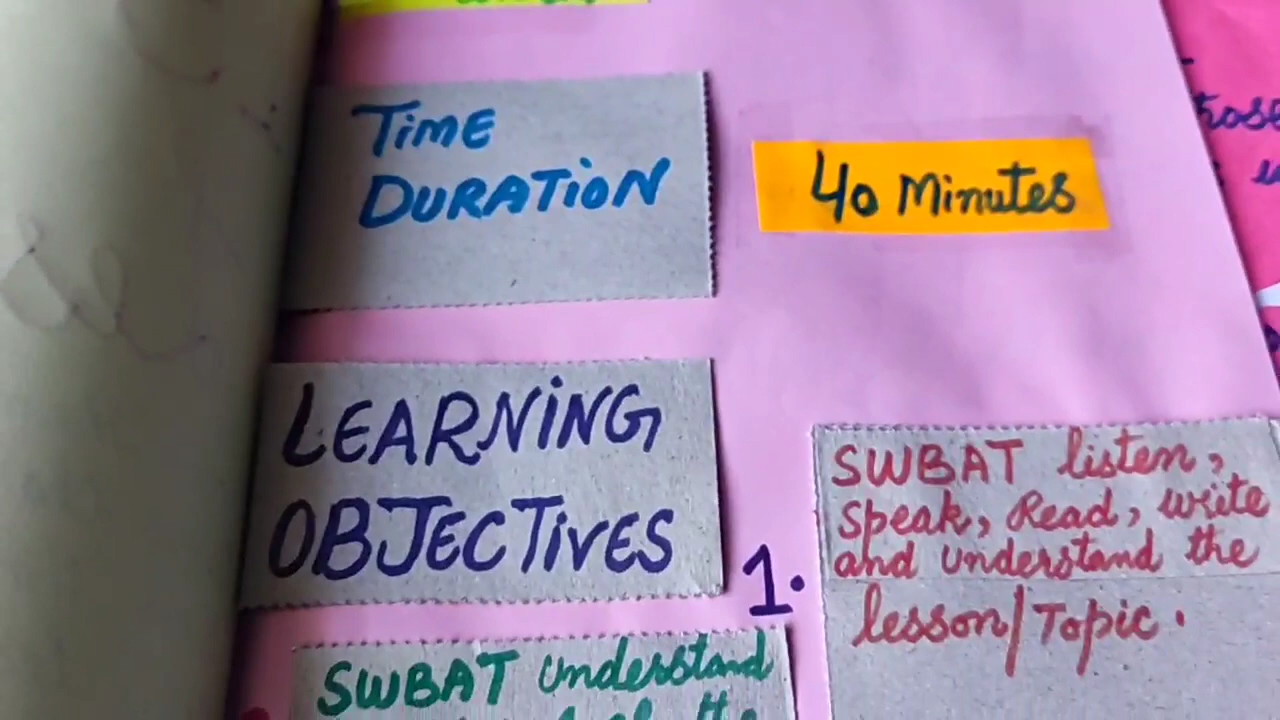 TiME
DURATiON
40 Minutes
LEARNiNG
OBJECTiVES
1.
SWBAT listen,
Speak, Read, write
and understand the
lesson/Topic.
SWBAT understand
the